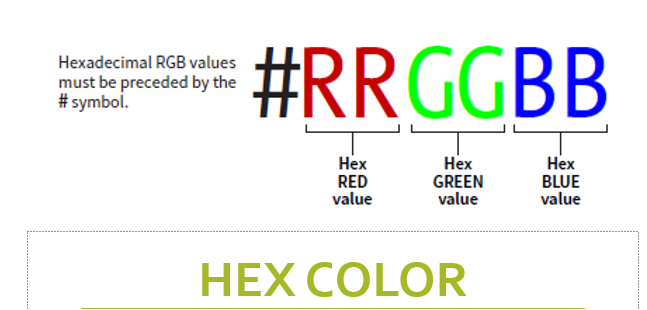 Hexadecimal RGB values
must be preceded by the
# symbol.
#RRGGBB
Hex
RED
value
Hex
GREEN
value
Hex
BLUE
value
HEX COLOR